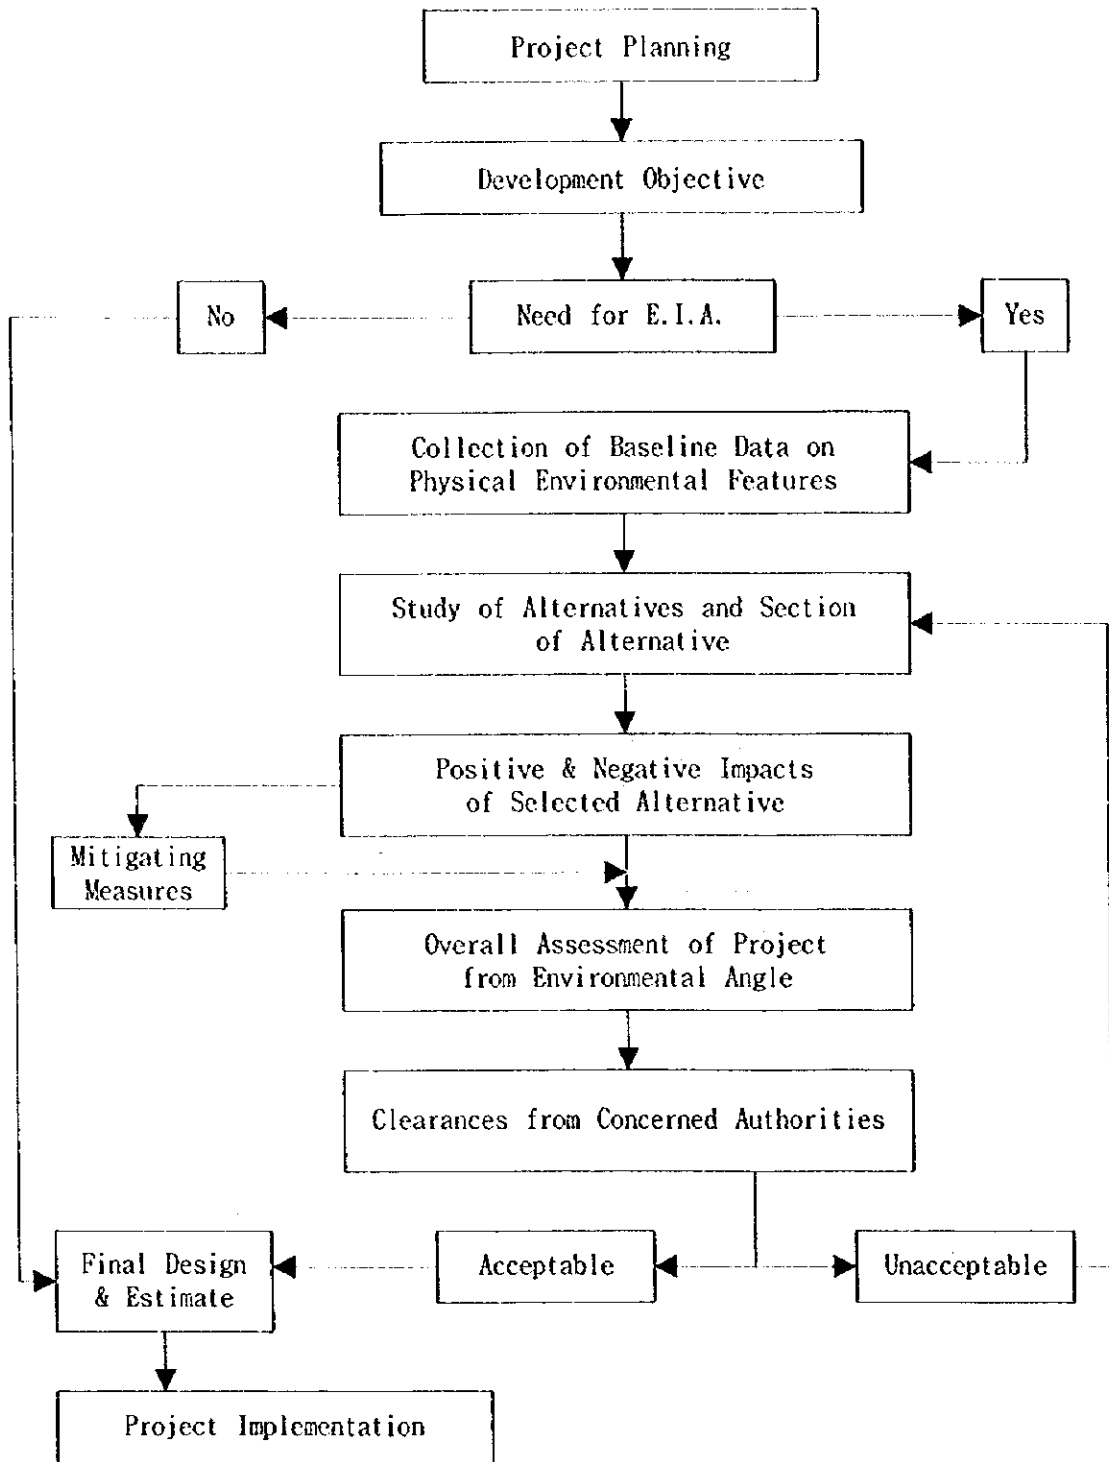 Project Planning
Development Objective
No
Need for E.I.A.
Yes
Collection of Baseline Data on
Physical Environmental Features
Study of Alternatives and Section
of Alternative
Positive & Negative Impacts
of Selected Alternative
Mitigating
Measures
Overall Assessment of Project
from Environmental Angle
Clearances from Concerned Authorities
Final Design
& Estimate
Acceptable
Unacceptable
Project Implementation